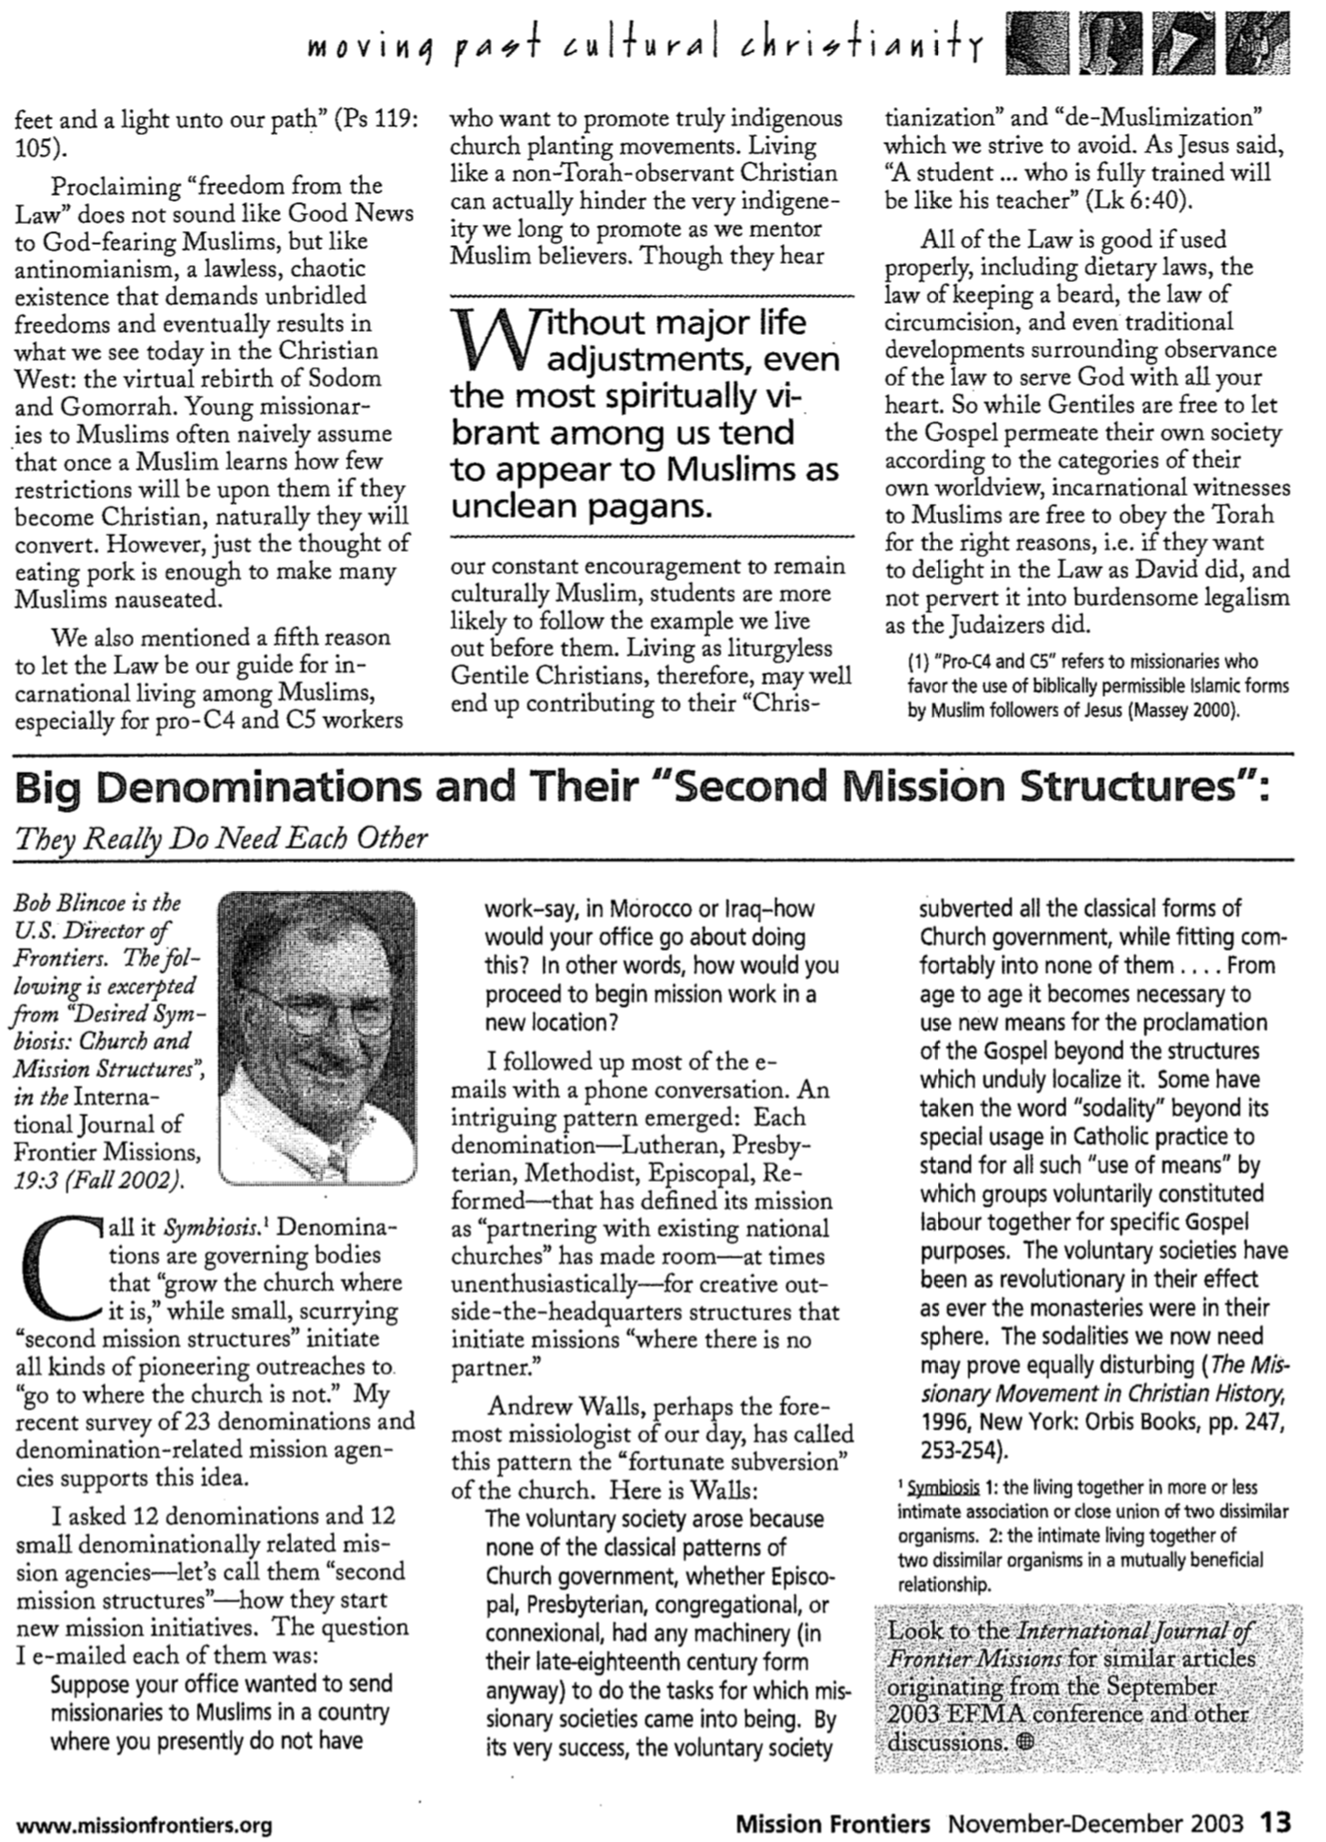 moving past cultural christianity
feet and a light unto our path” (Ps 119:
105).
Proclaiming “freedom from the
Law” does not sound like Good News
to God-fearing Muslims, but like
antinomianism, a lawless, chaotic
existence that demands unbridled
freedoms and eventually results in
what we see today in the Christian
West: the virtual rebirth of Sodom
and Gomorrah. Young missionar-
ies to Muslims often naively assume
that once a Muslim learns how few
restrictions will be upon them if they
become Christian, naturally they will
convert. However, just the thought of
eating pork is enough to make many
Muslims nauseated.
We also mentioned a fifth reason
to let the Law be our guide for in-
carnational living among Muslims,
especially for pro-C4 and C5 workers
who want to promote truly indigenous
church planting movements. Living
like a non-Torah-observant Christian
can actually hinder the very indigene-
ity we long to promote as we mentor
Muslim believers. Though they hear
Without major life
adjustments, even
the most spiritually vi-
brant among us tend
to appear to Muslims as
unclean pagans.
our constant encouragement to remain
culturally Muslim, students are more
likely to follow the example we live
out before them. Living as liturgyless
Gentile Christians, therefore, may well
end up contributing to their “Chris-
tianization” and “de-Muslimization”
which we strive to avoid. As Jesus said,
“A student ... who is fully trained will
be like his teacher” (Lk 6:40).
All of the Law is good if used
properly, including dietary laws, the
law of keeping a beard, the law of
circumcision, and even traditional
developments surrounding observance
of the law to serve God with all your
heart. So while Gentiles are free to let
the Gospel permeate their own society
according to the categories of their
own worldview, incarnational witnesses
to Muslims are free to obey the Torah
for the right reasons, i.e. if they want
to delight in the Law as David did, and
not pervert it into burdensome legalism
as the Judaizers did.
(1) "Pro-C4 and C5" refers to missionaries who
favor the use of biblically permissible Islamic forms
by Muslim followers of Jesus (Massey 2000).
Big Denominations and Their "Second Mission Structures":
They Really Do Need Each Other
Bob Blincoe is the
U.S. Director of
Frontiers. The fol-
lowing is excerpted
from “Desired Sym-
biosis: Church and
Mission Structures”,
in the Interna-
tional Journal of
Frontier Missions,
19:3 (Fall 2002).
Call it Symbiosis.¹ Denomina-
tions are governing bodies
that “grow the church where
it is,” while small, scurrying
“second mission structures” initiate
all kinds of pioneering outreaches to
“go to where the church is not.” My
recent survey of 23 denominations and
denomination-related mission agen-
cies supports this idea.
I asked 12 denominations and 12
small denominationally related mis-
sion agencies—let’s call them “second
mission structures”—how they start
new mission initiatives. The question
I e-mailed each of them was:
Suppose your office wanted to send
missionaries to Muslims in a country
where you presently do not have
work–say, in Morocco or Iraq–how
would your office go about doing
this? In other words, how would you
proceed to begin mission work in a
new location?
I followed up most of the e-
mails with a phone conversation. An
intriguing pattern emerged: Each
denomination—Lutheran, Presby-
terian, Methodist, Episcopal, Re-
formed—that has defined its mission
as “partnering with existing national
churches” has made room—at times
unenthusiastically—for creative out-
side-the-headquarters structures that
initiate missions “where there is no
partner.”
Andrew Walls, perhaps the fore-
most missiologist of our day, has called
this pattern the “fortunate subversion”
of the church. Here is Walls:
The voluntary society arose because
none of the classical patterns of
Church government, whether Episco-
pal, Presbyterian, congregational, or
connexional, had any machinery (in
their late-eighteenth century form
anyway) to do the tasks for which mis-
sionary societies came into being. By
its very success, the voluntary society
subverted all the classical forms of
Church government, while fitting com-
fortably into none of them . . . . From
age to age it becomes necessary to
use new means for the proclamation
of the Gospel beyond the structures
which unduly localize it. Some have
taken the word "sodality" beyond its
special usage in Catholic practice to
stand for all such "use of means" by
which groups voluntarily constituted
labour together for specific Gospel
purposes. The voluntary societies have
been as revolutionary in their effect
as ever the monasteries were in their
sphere. The sodalities we now need
may prove equally disturbing (The Mis-
sionary Movement in Christian History,
1996, New York: Orbis Books, pp. 247,
253-254).
¹ Symbiosis 1: the living together in more or less
intimate association or close union of two dissimilar
organisms. 2: the intimate living together of
two dissimilar organisms in a mutually beneficial
relationship.
Look to the International Journal of
Frontier Missions for similar articles
originating from the September
2003 EFMA conference and other
discussions.
www.missionfrontiers.org
Mission Frontiers November-December 2003 13